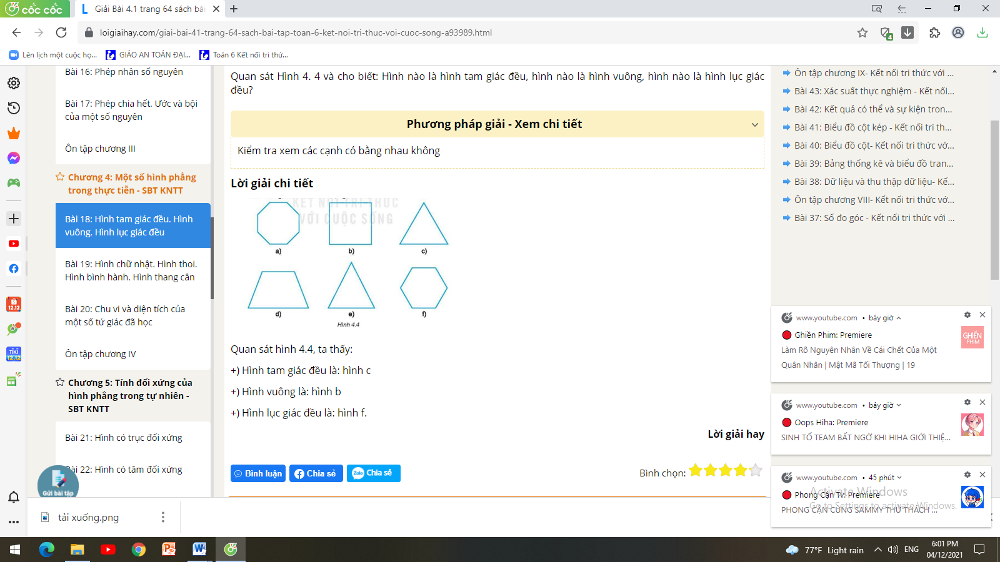 cốc cốc
Giải Bài 4.1 trang 64 sách bài
loigiaihay.com/giai-bai-41-trang-64-sach-bai-tap-toan-6-ket-noi-tri-thuc-voi-cuoc-song-a93989.html
4
Lên lịch một cuộc họ...
GIÁO AN TOÁN ĐẠI...
Toán 6 Kết nối tri thứ...
Bài 16: Phép nhân số nguyên
Bài 17: Phép chia hết. Ước và bội
của một số nguyên
Ôn tập chương III
Chương 4: Một số hình phẳng
trong thực tiễn - SBT KNTT
Bài 18: Hình tam giác đều. Hình
vuông. Hình lục giác đều
Bài 19: Hình chữ nhật. Hình thoi.
Hình bình hành. Hình thang cân
Bài 20: Chu vi và diện tích của
một số tứ giác đã học
Ôn tập chương IV
Chương 5: Tính đối xứng của
hình phẳng trong tự nhiên -
SBT KNTT
Bài 21: Hình có trục đối xứng
Bài 22: Hình có tâm đối xứng
Gửi bài tập
12.12
TIKI
12.12
Quan sát Hình 4. 4 và cho biết: Hình nào là hình tam giác đều, hình nào là hình vuông, hình nào là hình lục giác
đều?
Phương pháp giải - Xem chi tiết
Kiểm tra xem các cạnh có bằng nhau không
Lời giải chi tiết
KẾT NỐI TRI THỨC
VỚI CUỘC SỐNG
a) b) c)
d) e) f)
Hình 4.4
Quan sát hình 4.4, ta thấy:
+) Hình tam giác đều là: hình c
+) Hình vuông là: hình b
+) Hình lục giác đều là: hình f.
Lời giải hay
Bình luận
Chia sẻ
Zalo Chia sẻ
Bình chọn:
Ôn tập chương IX- Kết nối tri thức với ...
Bài 43: Xác suất thực nghiệm - Kết nối...
Bài 42: Kết quả có thể và sự kiện tron...
Bài 41: Biểu đồ cột kép - Kết nối tri th...
Bài 40: Biểu đồ cột- Kết nối tri thức vớ...
Bài 39: Bảng thống kê và biểu đồ tran...
Bài 38: Dữ liệu và thu thập dữ liệu- Kế...
Ôn tập chương VIII- Kết nối tri thức vớ...
Bài 37: Số đo góc - Kết nối tri thức với ...
www.youtube.com • bây giờ
Ghiền Phim: Premiere
Làm Rõ Nguyên Nhân Về Cái Chết Của Một
Quân Nhân | Mật Mã Tối Thượng | 19
GHIỀN
PHIM
www.youtube.com • bây giờ
Oops Hiha: Premiere
SINH TỐ TEAM BẤT NGỜ KHI HIHA GIỚI THIỆ...
www.youtube.com • 45 phút
Phong Cận Tv: Premiere
PHONG CẬN CÙNG SAMMY THỬ THÁCH ...
Activate Windows
Go to Settings to activate Windows.
tải xuống.png
77°F Light rain
ENG
6:01 PM
04/12/2021